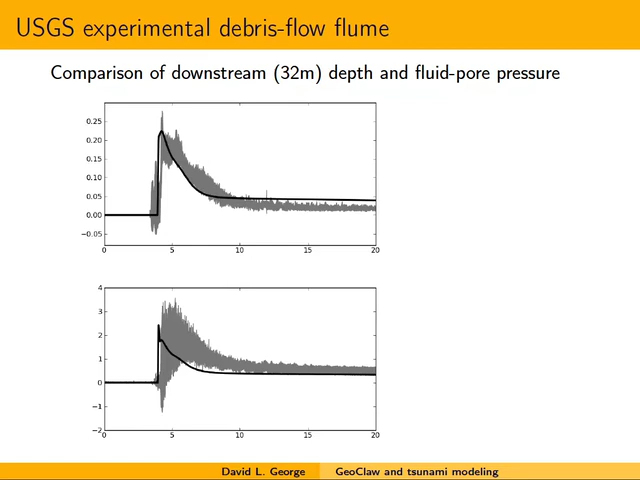 USGS experimental debris-flow flume
Comparison of downstream (32m) depth and fluid-pore pressure
0.25
0.20
0.15
0.10
0.05
0.00
−0.05
0 5 10 15 20
4
3
2
1
0
−1
−2
0 5 10 15 20
David L. George GeoClaw and tsunami modeling